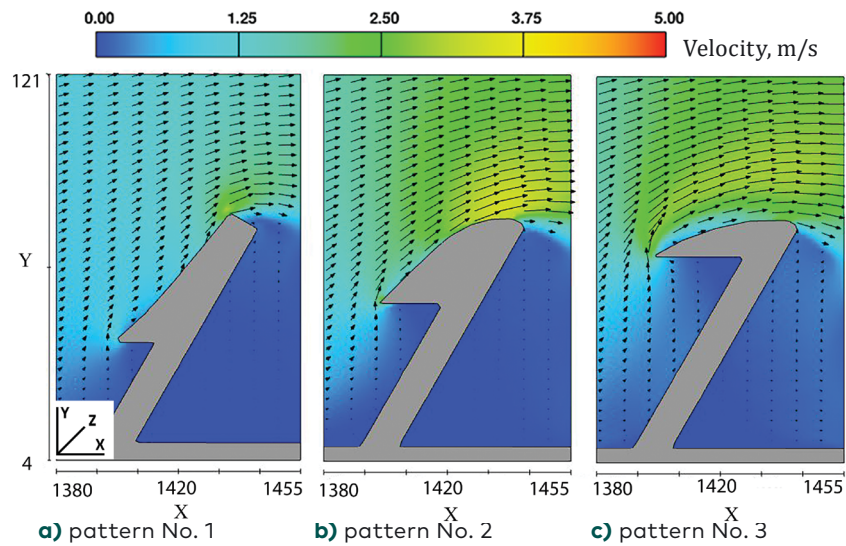 0.00 1.25 2.50 3.75 5.00
Velocity, m/s
121
Y
4
Y
Z
X
1380 1420 1455
1380 1420 1455
1380 1420 1455
X
X
X
a) pattern No. 1
b) pattern No. 2
c) pattern No. 3